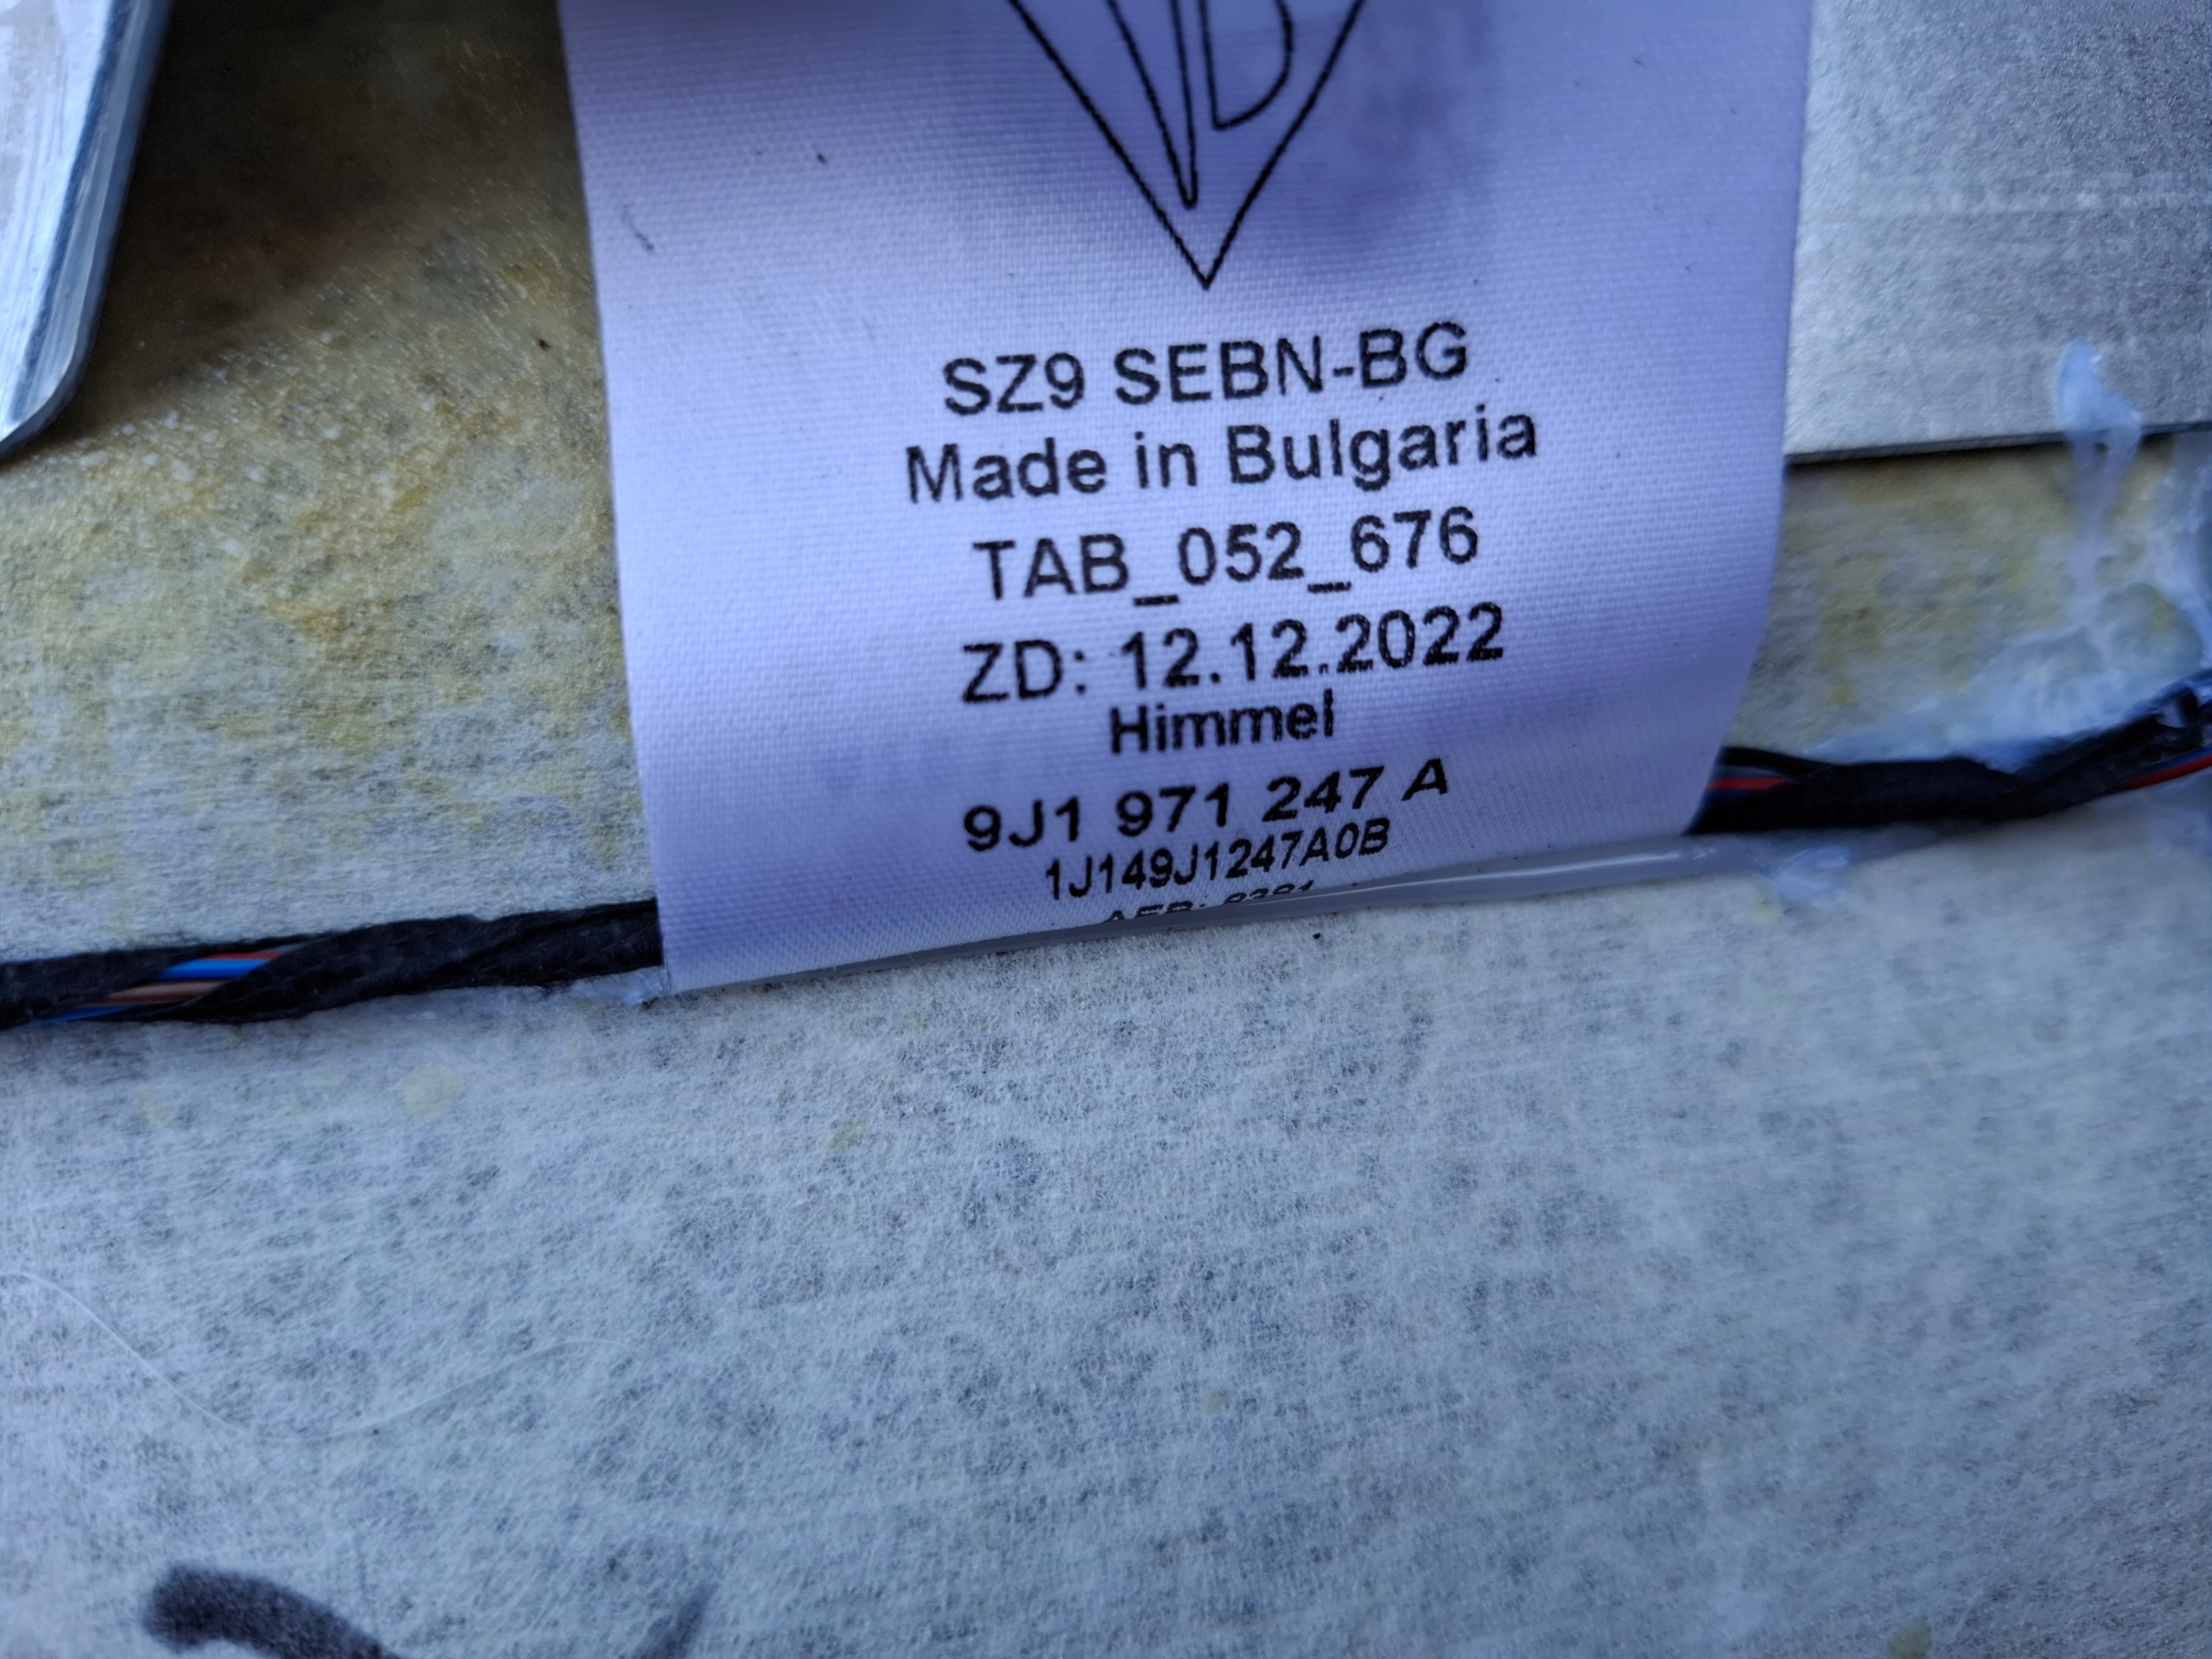 SZ9 SEBN-BG
Made in Bulgaria
TAB_052_676
ZD: 12.12.2022
Himmel
9J1 971 247 A
1J149J1247A0B